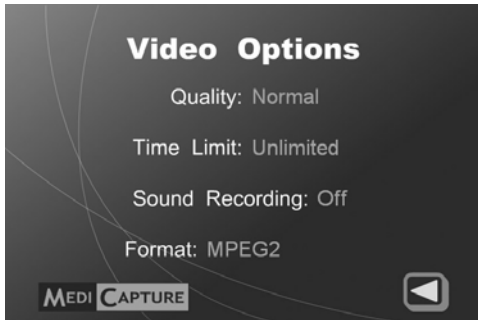 Video Options
Quality: Normal
Time Limit: Unlimited
Sound Recording: Off
Format: MPEG2
MEDI CAPTURE